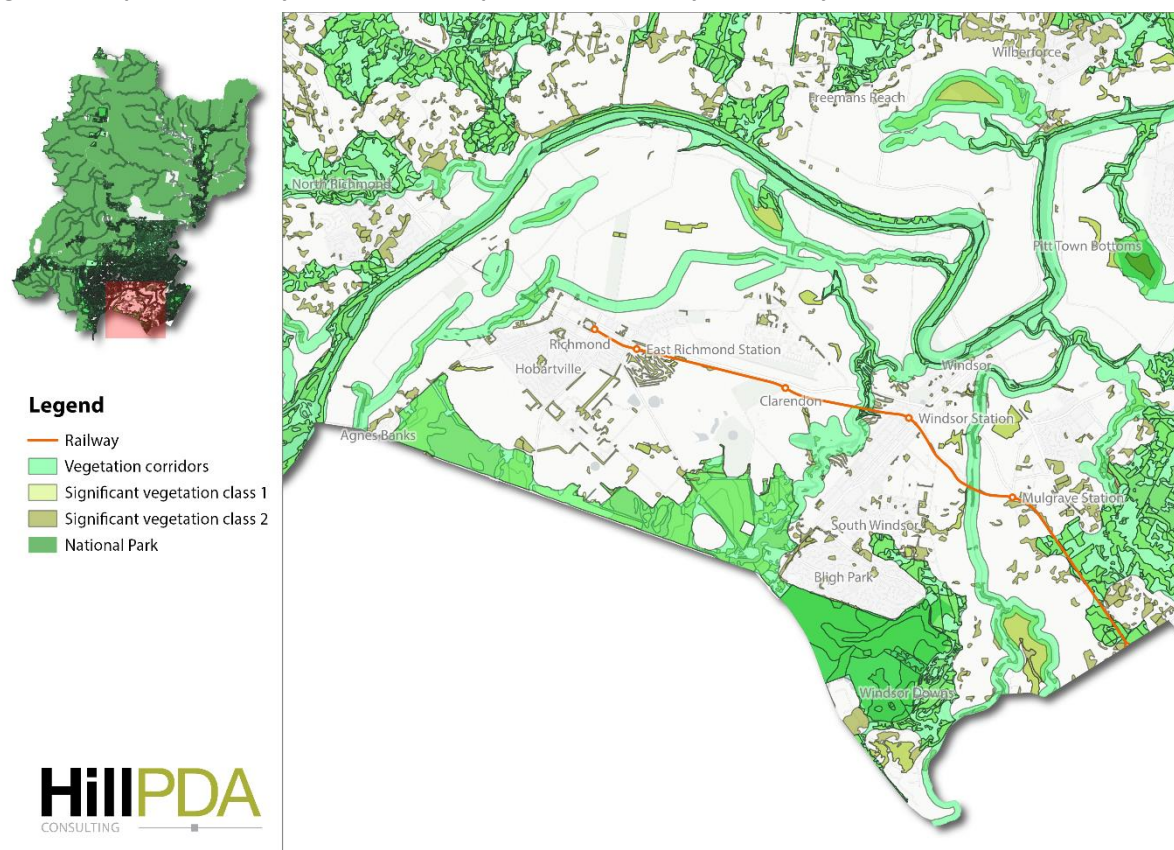 Legend
Railway
Vegetation corridors
Significant vegetation class 1
Significant vegetation class 2
National Park
HillPDA
CONSULTING
Wilberforce
Freemans Reach
North Richmond
Pitt Town Bottoms
Richmond
East Richmond Station
Hobartville
Windsor
Clarendon
Windsor Station
Agnes Banks
Mulgrave Station
South Windsor
Bligh Park
Windsor Downs